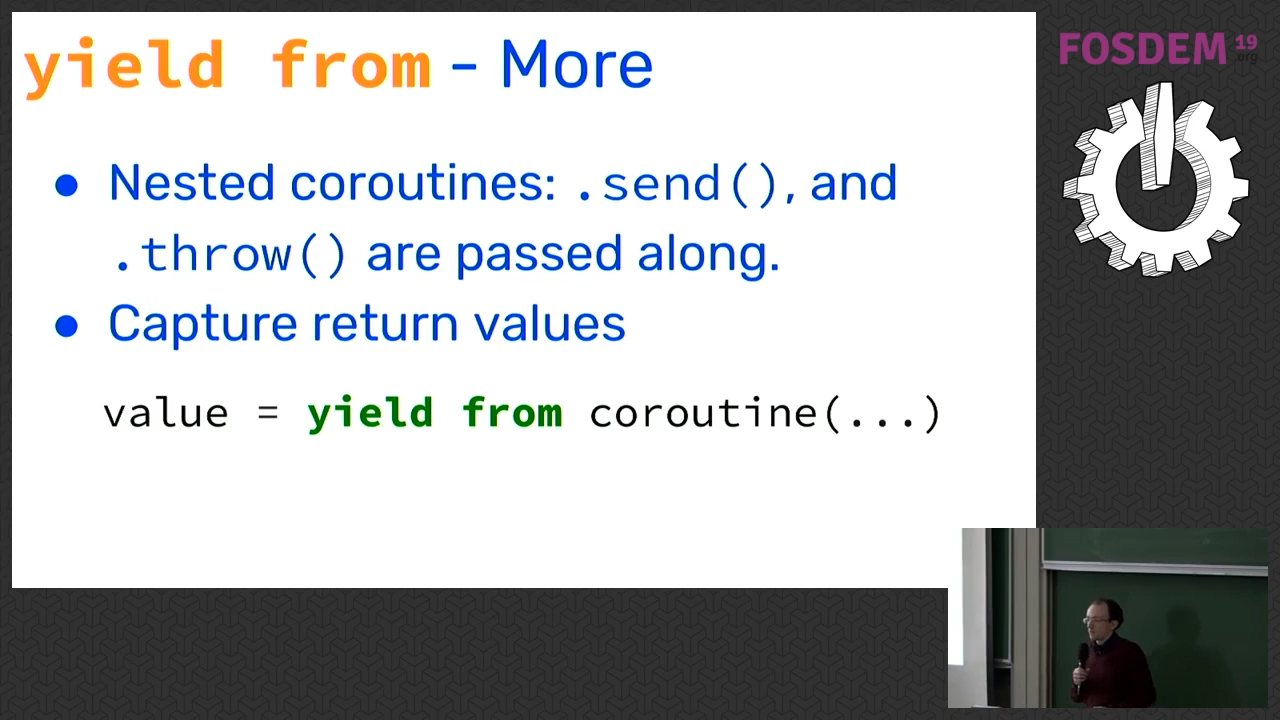 yield from - More
● Nested coroutines: .send(), and
.throw() are passed along.
● Capture return values
value = yield from coroutine(...)
FOSDEM 19
.org